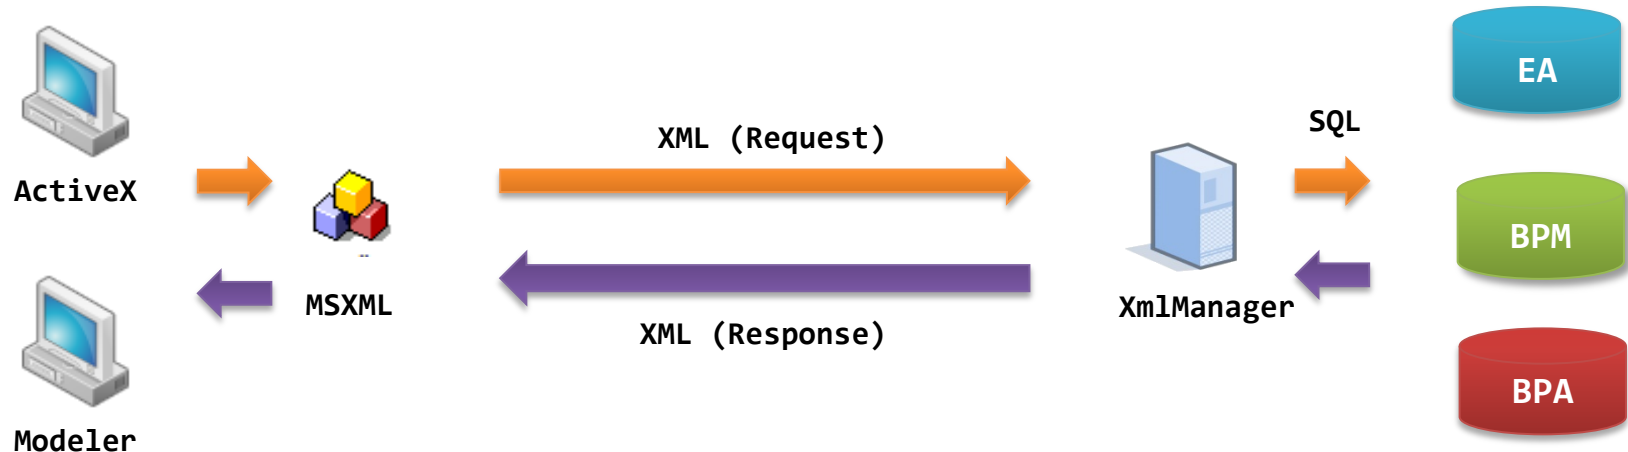 ActiveX
Modeler
MSXML
XML (Request)
XML (Response)
XmlManager
SQL
EA
BPM
BPA